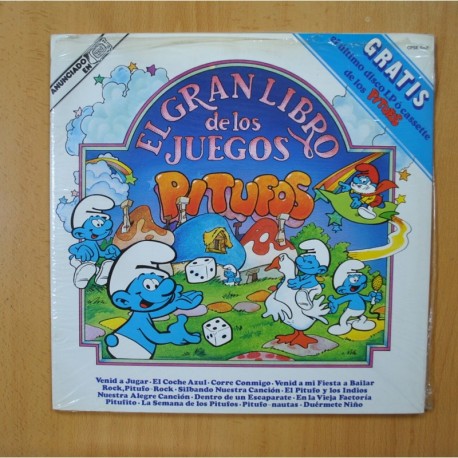 ANUNCIADO
EN
GRATIS
el último disco LP ó cassette
de los PITUFOS
EL GRAN LIBRO
de los
JUEGOS
PITUFOS
Venid a Jugar - El Coche Azul - Corre Conmigo - Venid a mi Fiesta a Bailar
Rock, Pitufo - Rock - Silbando Nuestra Canción - El Pitufo y los Indios
Nuestra Alegre Canción - Dentro de un Escaparate - En la Vieja Factoría
Pitufito - La Semana de los Pitufos - Pitufo-nautas - Duérmete Niño